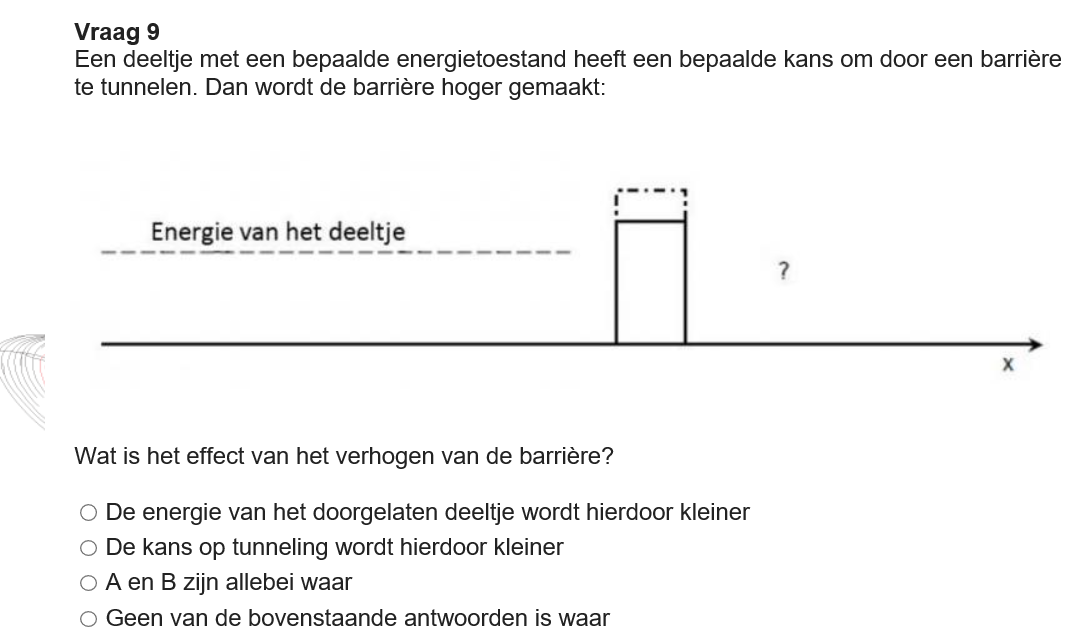 Vraag 9
Een deeltje met een bepaalde energietoestand heeft een bepaalde kans om door een barrière
te tunnelen. Dan wordt de barrière hoger gemaakt:
Energie van het deeltje
?
x
Wat is het effect van het verhogen van de barrière?
De energie van het doorgelaten deeltje wordt hierdoor kleiner
De kans op tunneling wordt hierdoor kleiner
A en B zijn allebei waar
Geen van de bovenstaande antwoorden is waar